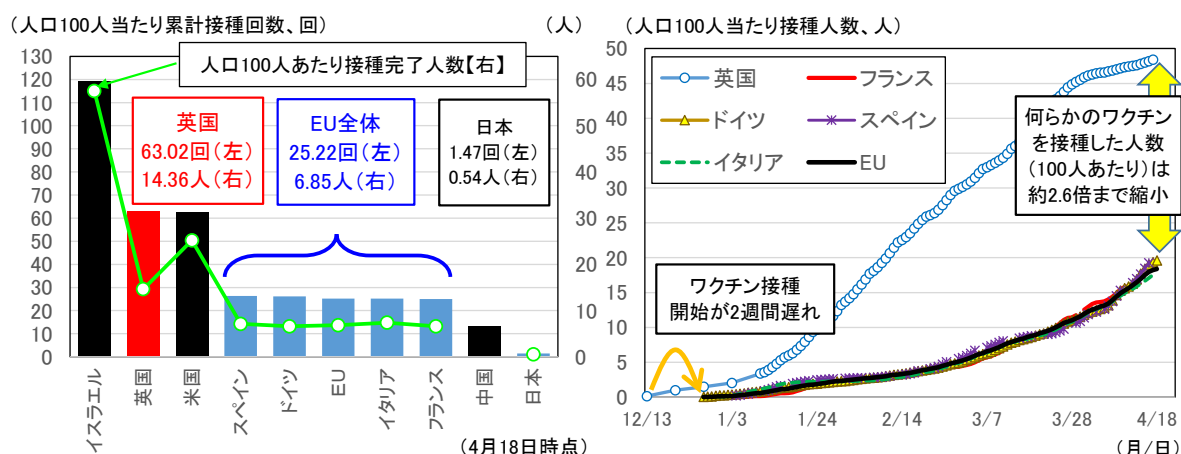 (人口100人当たり累計接種回数、回)
(人)
130
120
110
100
90
80
70
60
50
40
30
20
10
0
60
50
40
30
20
10
0
人口100人あたり接種完了人数【右】
英国
63.02回(左)
14.36人(右)
EU全体
25.22回(左)
6.85人(右)
日本
1.47回(左)
0.54人(右)
イスラエル
英国
米国
スペイン
ドイツ
EU
イタリア
フランス
中国
日本
(4月18日時点)
(人口100人当たり接種人数、人)
50
45
40
35
30
25
20
15
10
5
0
英国
フランス
ドイツ
スペイン
イタリア
EU
何らかのワクチン
を接種した人数
(100人あたり)は
約2.6倍まで縮小
ワクチン接種
開始が2週間遅れ
12/13
1/3
1/24
2/14
3/7
3/28
4/18
(月/日)